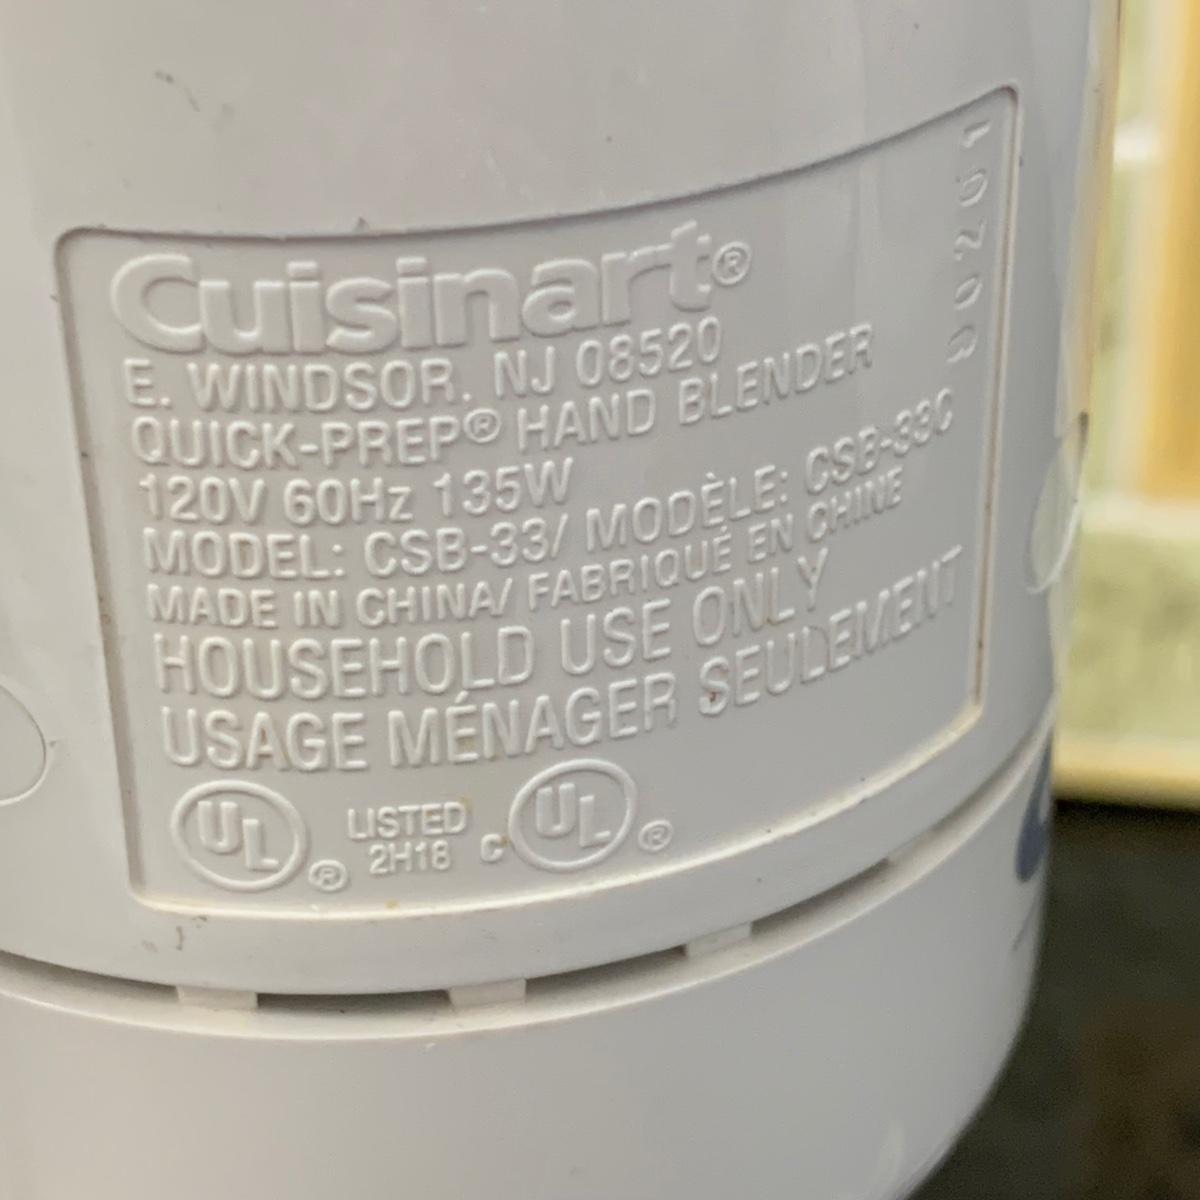 Cuisinart®
E. WINDSOR, NJ 08520
QUICK-PREP® HAND BLENDER
120V 60Hz 135W
MODEL: CSB-33/ MODÈLE: CSB-33C
MADE IN CHINA/ FABRIQUÉ EN CHINE
HOUSEHOLD USE ONLY
USAGE MÉNAGER SEULEMENT
UL ® LISTED 2H18 C UL ®